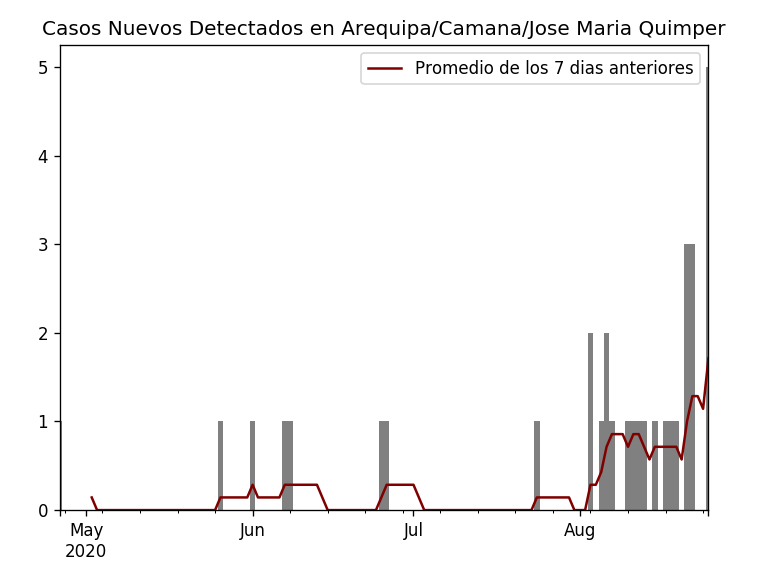 Casos Nuevos Detectados en Arequipa/Camana/Jose Maria Quimper
Promedio de los 7 dias anteriores
5
4
3
2
1
0
May Jun Jul Aug
2020